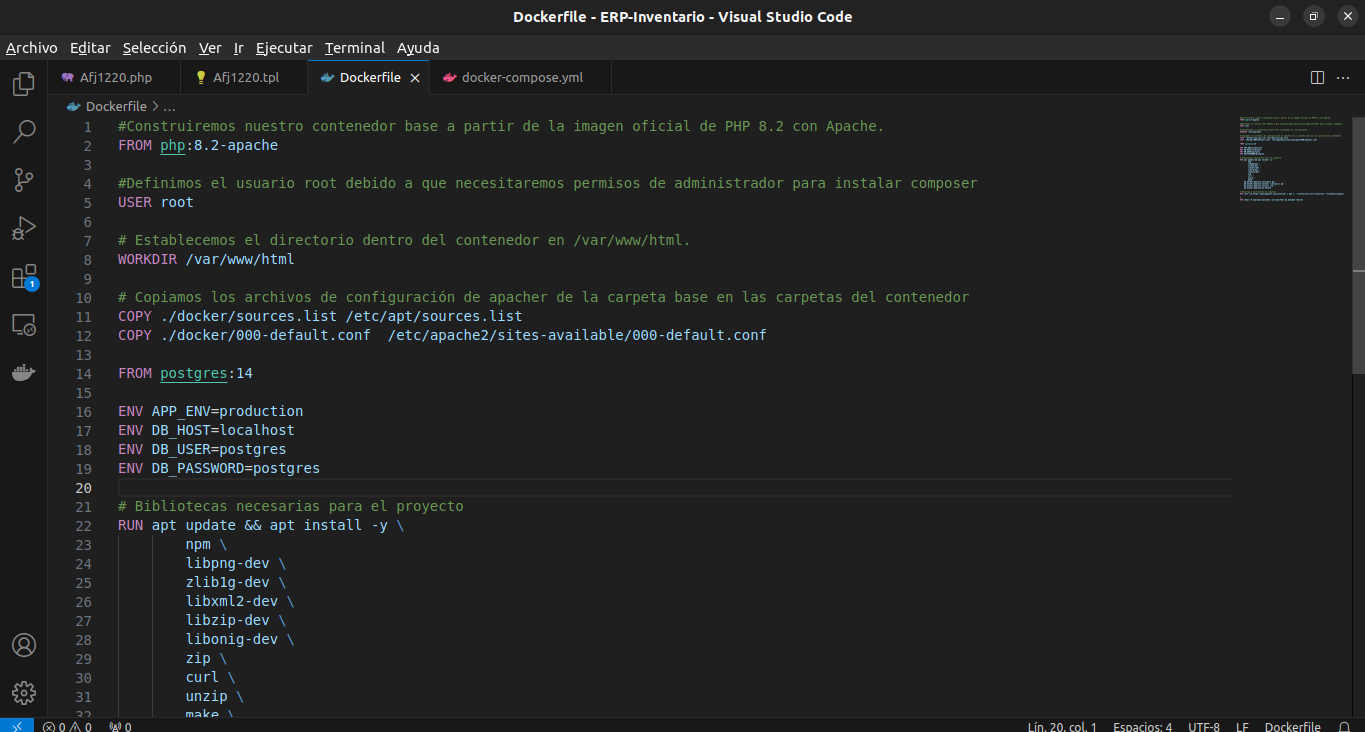 Dockerfile - ERP-Inventario - Visual Studio Code
Archivo Editar Selección Ver Ir Ejecutar Terminal Ayuda
Afj1220.php Afj1220.tpl Dockerfile docker-compose.yml
Dockerfile > ...
1 #Construiremos nuestro contenedor base a partir de la imagen oficial de PHP 8.2 con Apache.
2 FROM php:8.2-apache
3
4 #Definimos el usuario root debido a que necesitaremos permisos de administrador para instalar composer
5 USER root
6
7 # Establecemos el directorio dentro del contenedor en /var/www/html.
8 WORKDIR /var/www/html
9
10 # Copiamos los archivos de configuración de apacher de la carpeta base en las carpetas del contenedor
11 COPY ./docker/sources.list /etc/apt/sources.list
12 COPY ./docker/000-default.conf  /etc/apache2/sites-available/000-default.conf
13
14 FROM postgres:14
15
16 ENV APP_ENV=production
17 ENV DB_HOST=localhost
18 ENV DB_USER=postgres
19 ENV DB_PASSWORD=postgres
20
21 # Bibliotecas necesarias para el proyecto
22 RUN apt update && apt install -y \
23 npm \
24 libpng-dev \
25 zlib1g-dev \
26 libxml2-dev \
27 libzip-dev \
28 libonig-dev \
29 zip \
30 curl \
31 unzip \
32 make \
1
0 0 0 Lín. 20, col. 1 Espacios: 4 UTF-8 LF Dockerfile